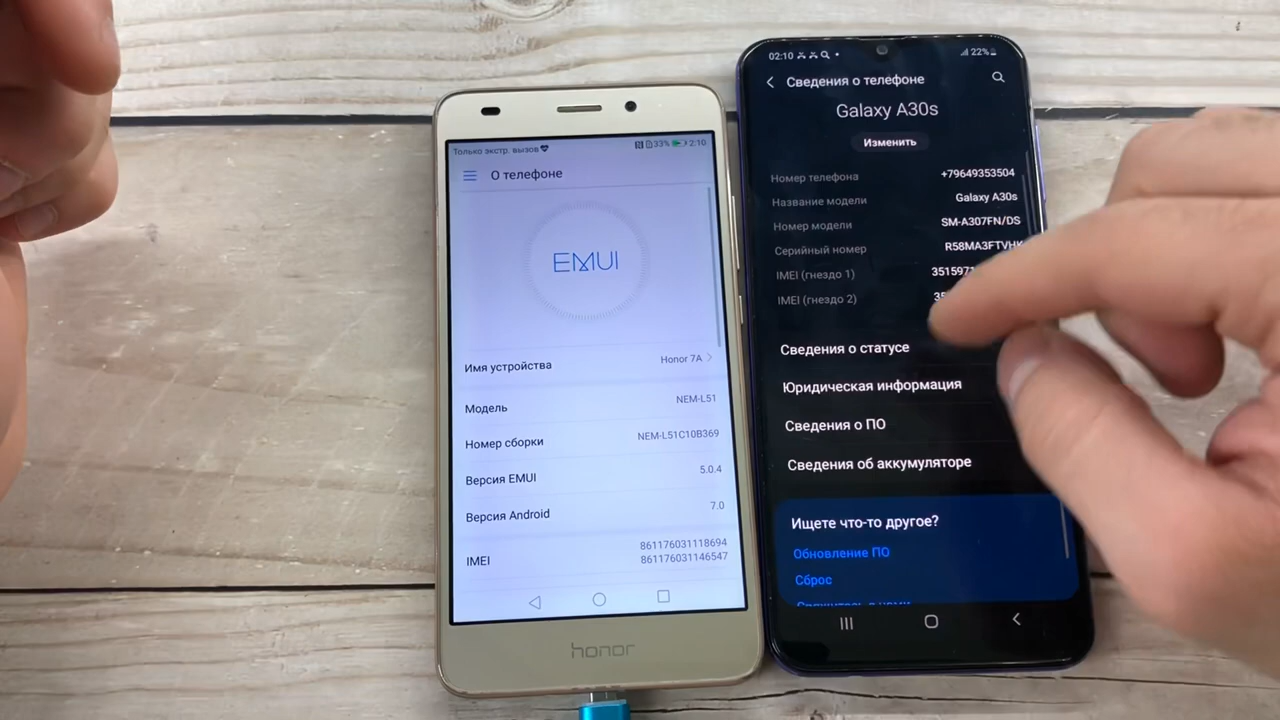 Только экстр. вызов
33% 2:10
О телефоне
EMUI
Имя устройства Honor 7A
Модель NEM-L51
Номер сборки NEM-L51C10B369
Версия EMUI 5.0.4
Версия Android 7.0
IMEI 861176031118694
861176031146547
honor
02:10 22%
Сведения о телефоне
Galaxy A30s
Изменить
Номер телефона +79649353504
Название модели Galaxy A30s
Номер модели SM-A307FN/DS
Серийный номер R58MA3FTVHK
IMEI (гнездо 1) 351597
IMEI (гнездо 2) 35
Сведения о статусе
Юридическая информация
Сведения о ПО
Сведения об аккумуляторе
Ищете что-то другое?
Обновление ПО
Сброс